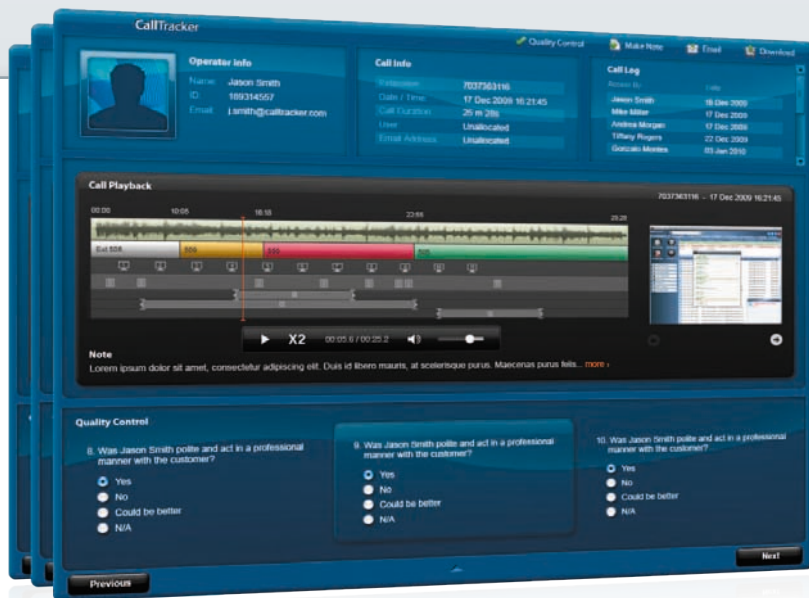 CallTracker
Quality Control
Make Note
Email
Download
Operator info
Name: Jason Smith
ID: 189314557
Email: j.smith@calltracker.com
Call Info
7037363116
Date / Time: 17 Dec 2009 16:21:45
Call Duration: 25 m 28s
User: Unallocated
Email Address: Unallocated
Call Log
Jason Smith 18 Dec 2009
Mike Miller 17 Dec 2009
Andrea Morgan 17 Dec 2009
Tiffany Rogers 22 Dec 2009
Gonzalo Montes 03 Jan 2010
Call Playback
7037363116 - 17 Dec 2009 16:21:45
00:00 10:05
X2 00:05.6 / 00:25.2
Note
Lorem ipsum dolor sit amet, consectetur adipiscing elit. Duis id libero mauris, at scelerisque purus. Maecenas purus felis... more ›
Quality Control
8. Was Jason Smith polite and act in a professional
manner with the customer?
Yes
No
Could be better
N/A
9. Was Jason Smith polite and act in a professional
manner with the customer?
Yes
No
Could be better
N/A
10. Was Jason Smith polite and act in a professional
manner with the customer?
Yes
No
Could be better
N/A
Previous
Next